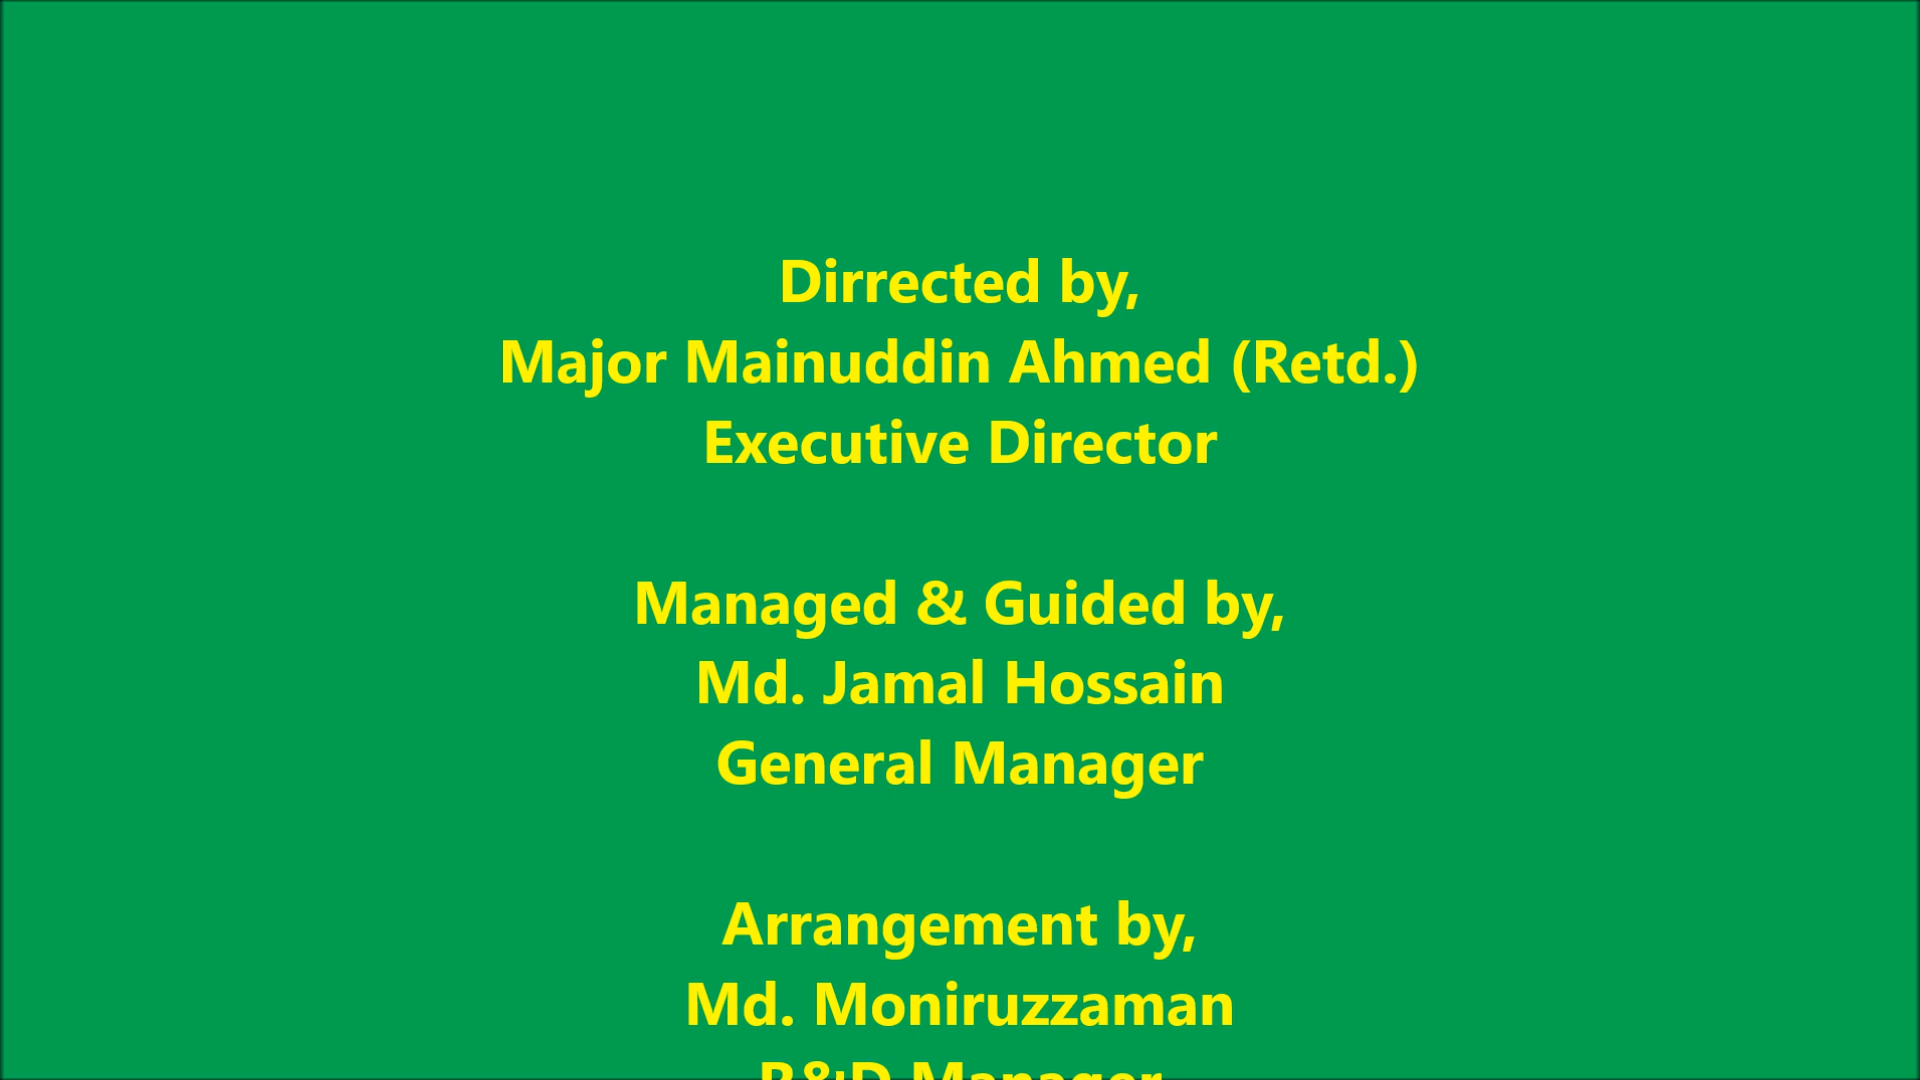 Dirrected by,
Major Mainuddin Ahmed (Retd.)
Executive Director
Managed & Guided by,
Md. Jamal Hossain
General Manager
Arrangement by,
Md. Moniruzzaman
R&D Manager